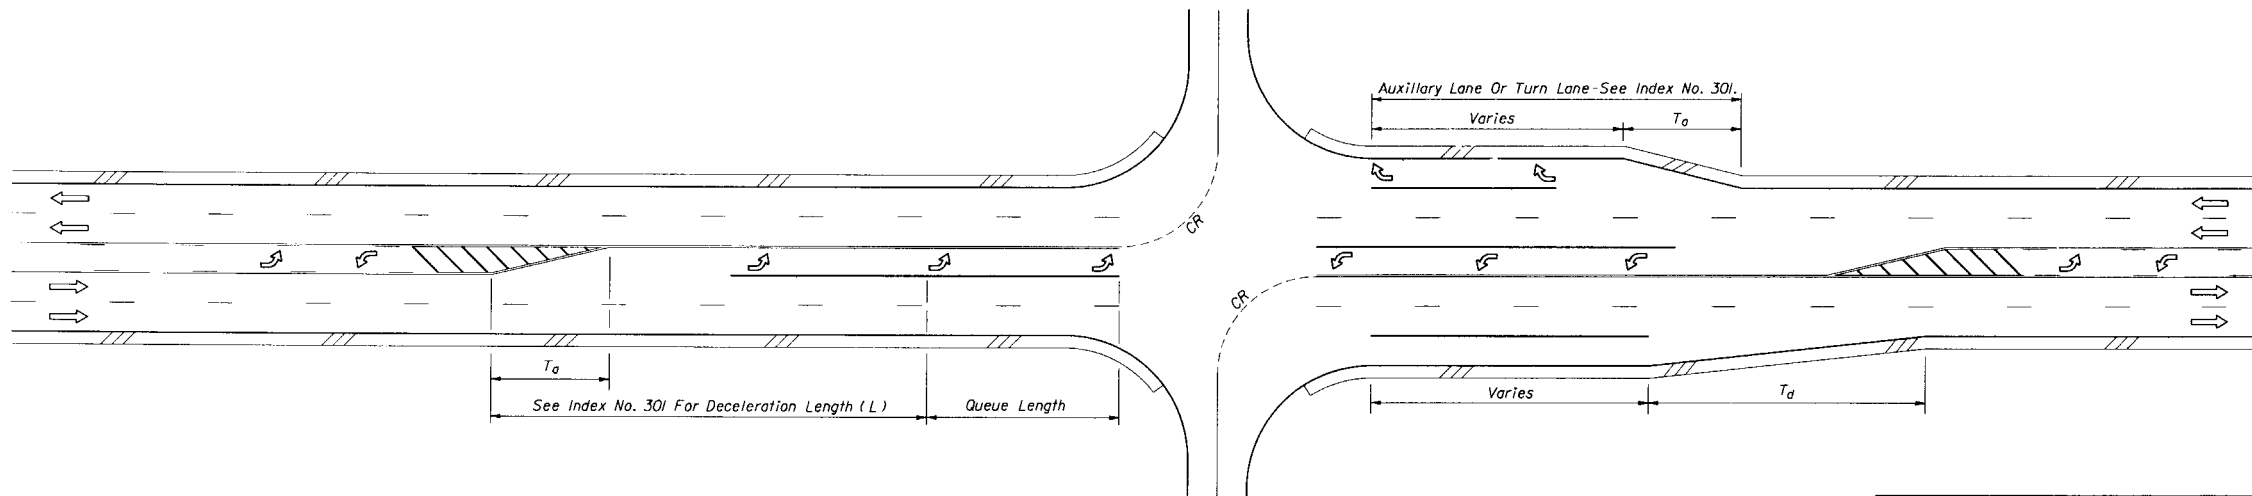 Auxillary Lane Or Turn Lane-See Index No. 301.
Varies
Ta
CR
CR
Ta
See Index No. 301 For Deceleration Length (L)
Queue Length
Varies
Td